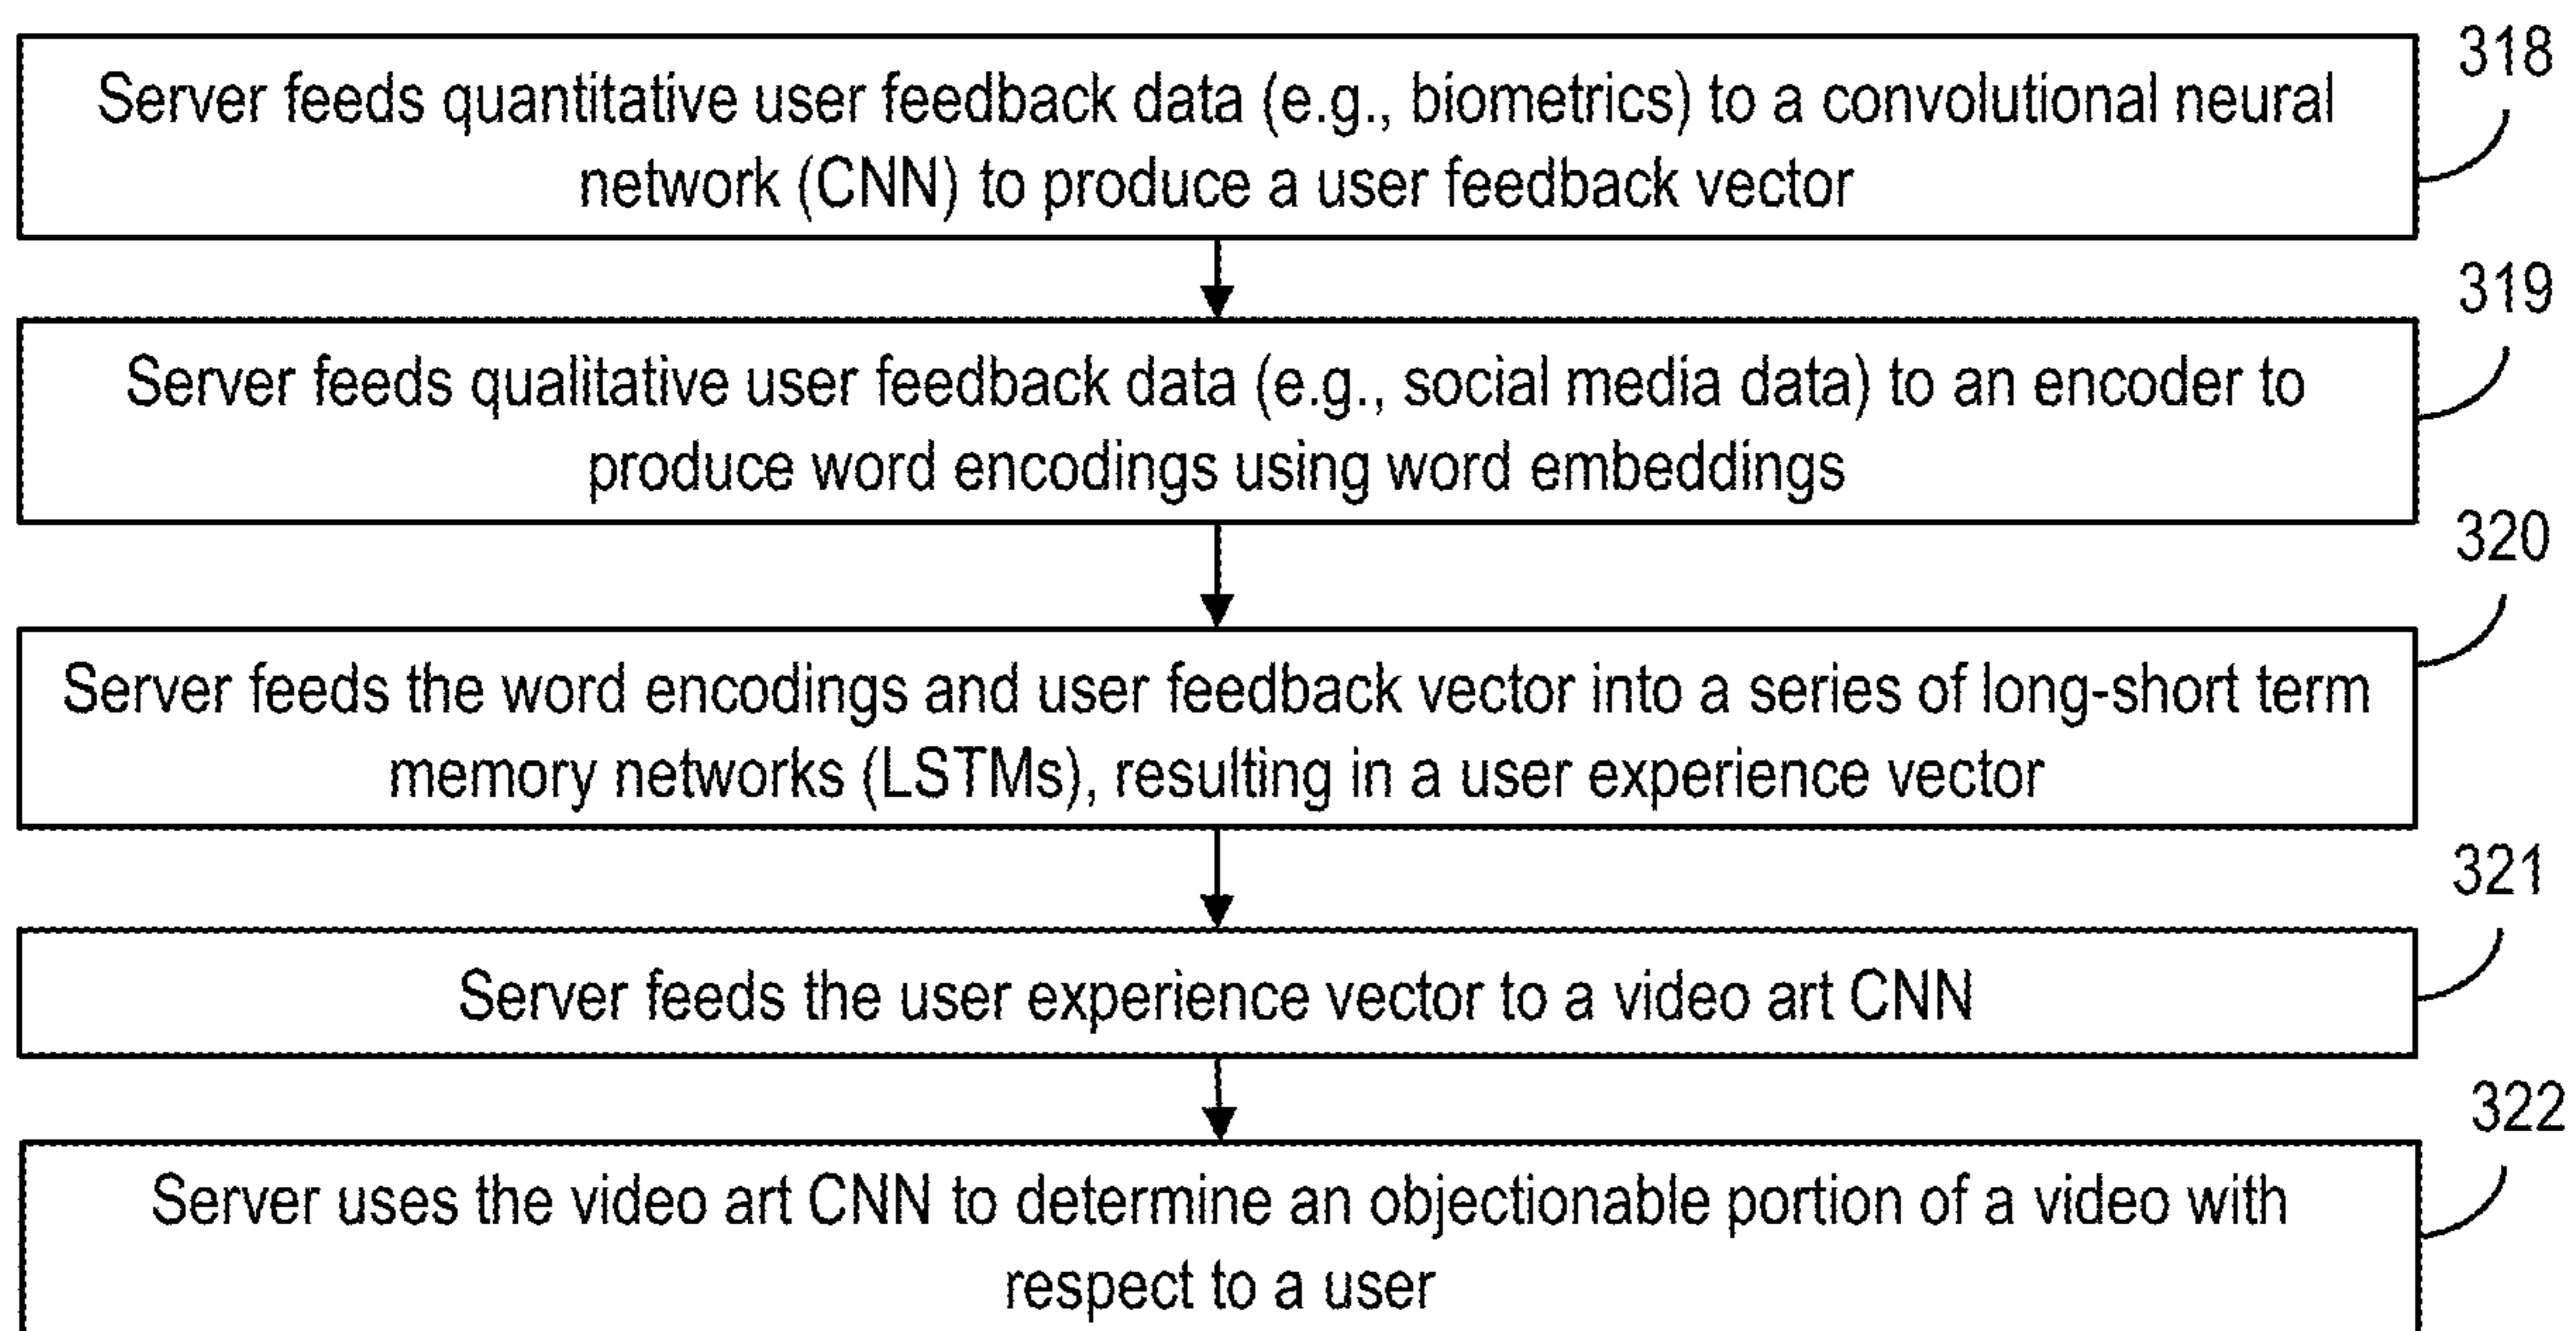 318
Server feeds quantitative user feedback data (e.g., biometrics) to a convolutional neural
network (CNN) to produce a user feedback vector
319
Server feeds qualitative user feedback data (e.g., social media data) to an encoder to
produce word encodings using word embeddings
320
Server feeds the word encodings and user feedback vector into a series of long-short term
memory networks (LSTMs), resulting in a user experience vector
321
Server feeds the user experience vector to a video art CNN
322
Server uses the video art CNN to determine an objectionable portion of a video with
respect to a user